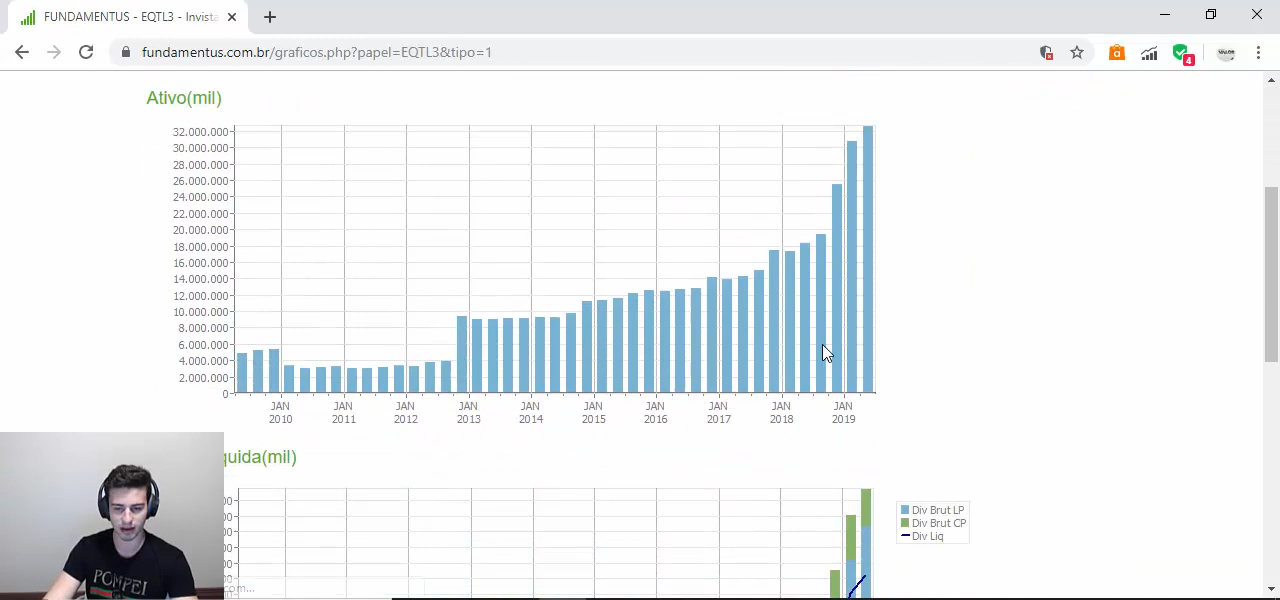 FUNDAMENTUS - EQTL3 - Invista
fundamentus.com.br/graficos.php?papel=EQTL3&tipo=1
4
Ativo(mil)
32.000.000
30.000.000
28.000.000
26.000.000
24.000.000
22.000.000
20.000.000
18.000.000
16.000.000
14.000.000
12.000.000
10.000.000
8.000.000
6.000.000
4.000.000
2.000.000
0
JAN JAN JAN JAN JAN JAN JAN JAN JAN JAN
2010 2011 2012 2013 2014 2015 2016 2017 2018 2019
quida(mil)
Div Brut LP
Div Brut CP
Div Liq
POMPEI
com...